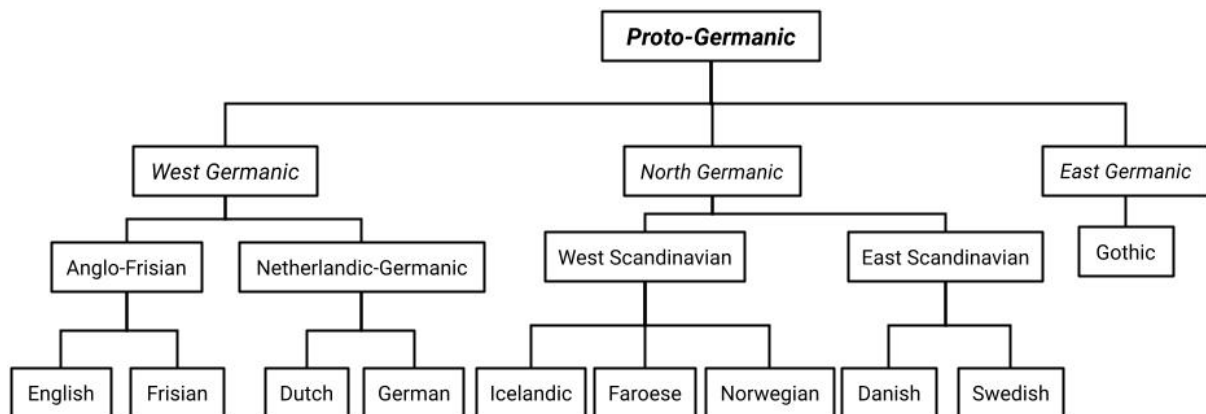 Proto-Germanic
West Germanic
North Germanic
East Germanic
Anglo-Frisian
Netherlandic-Germanic
West Scandinavian
East Scandinavian
Gothic
English
Frisian
Dutch
German
Icelandic
Faroese
Norwegian
Danish
Swedish